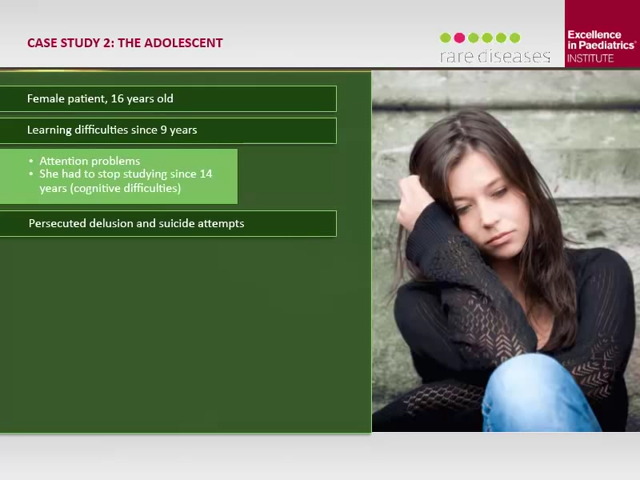 CASE STUDY 2: THE ADOLESCENT
rare diseases
Excellence
in Paediatrics
INSTITUTE
Female patient, 16 years old
Learning difficulties since 9 years
• Attention problems
• She had to stop studying since 14
years (cognitive difficulties)
Persecuted delusion and suicide attempts